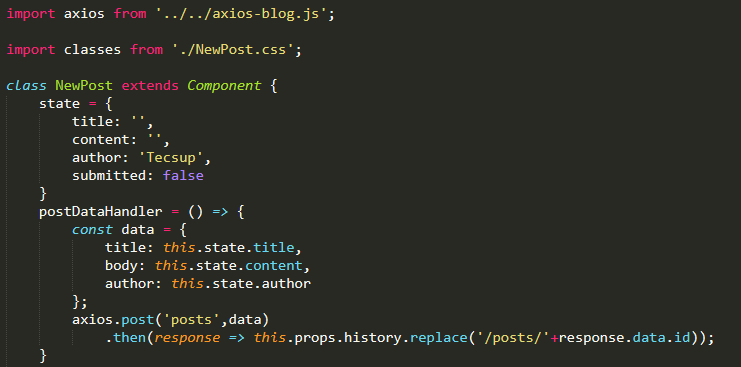 import axios from '../../axios-blog.js';
import classes from './NewPost.css';
class NewPost extends Component {
    state = {
        title: '',
        content: '',
        author: 'Tecsup',
        submitted: false
    }
    postDataHandler = () => {
        const data = {
            title: this.state.title,
            body: this.state.content,
            author: this.state.author
        };
        axios.post('posts',data)
            .then(response => this.props.history.replace('/posts/'+response.data.id));
    }